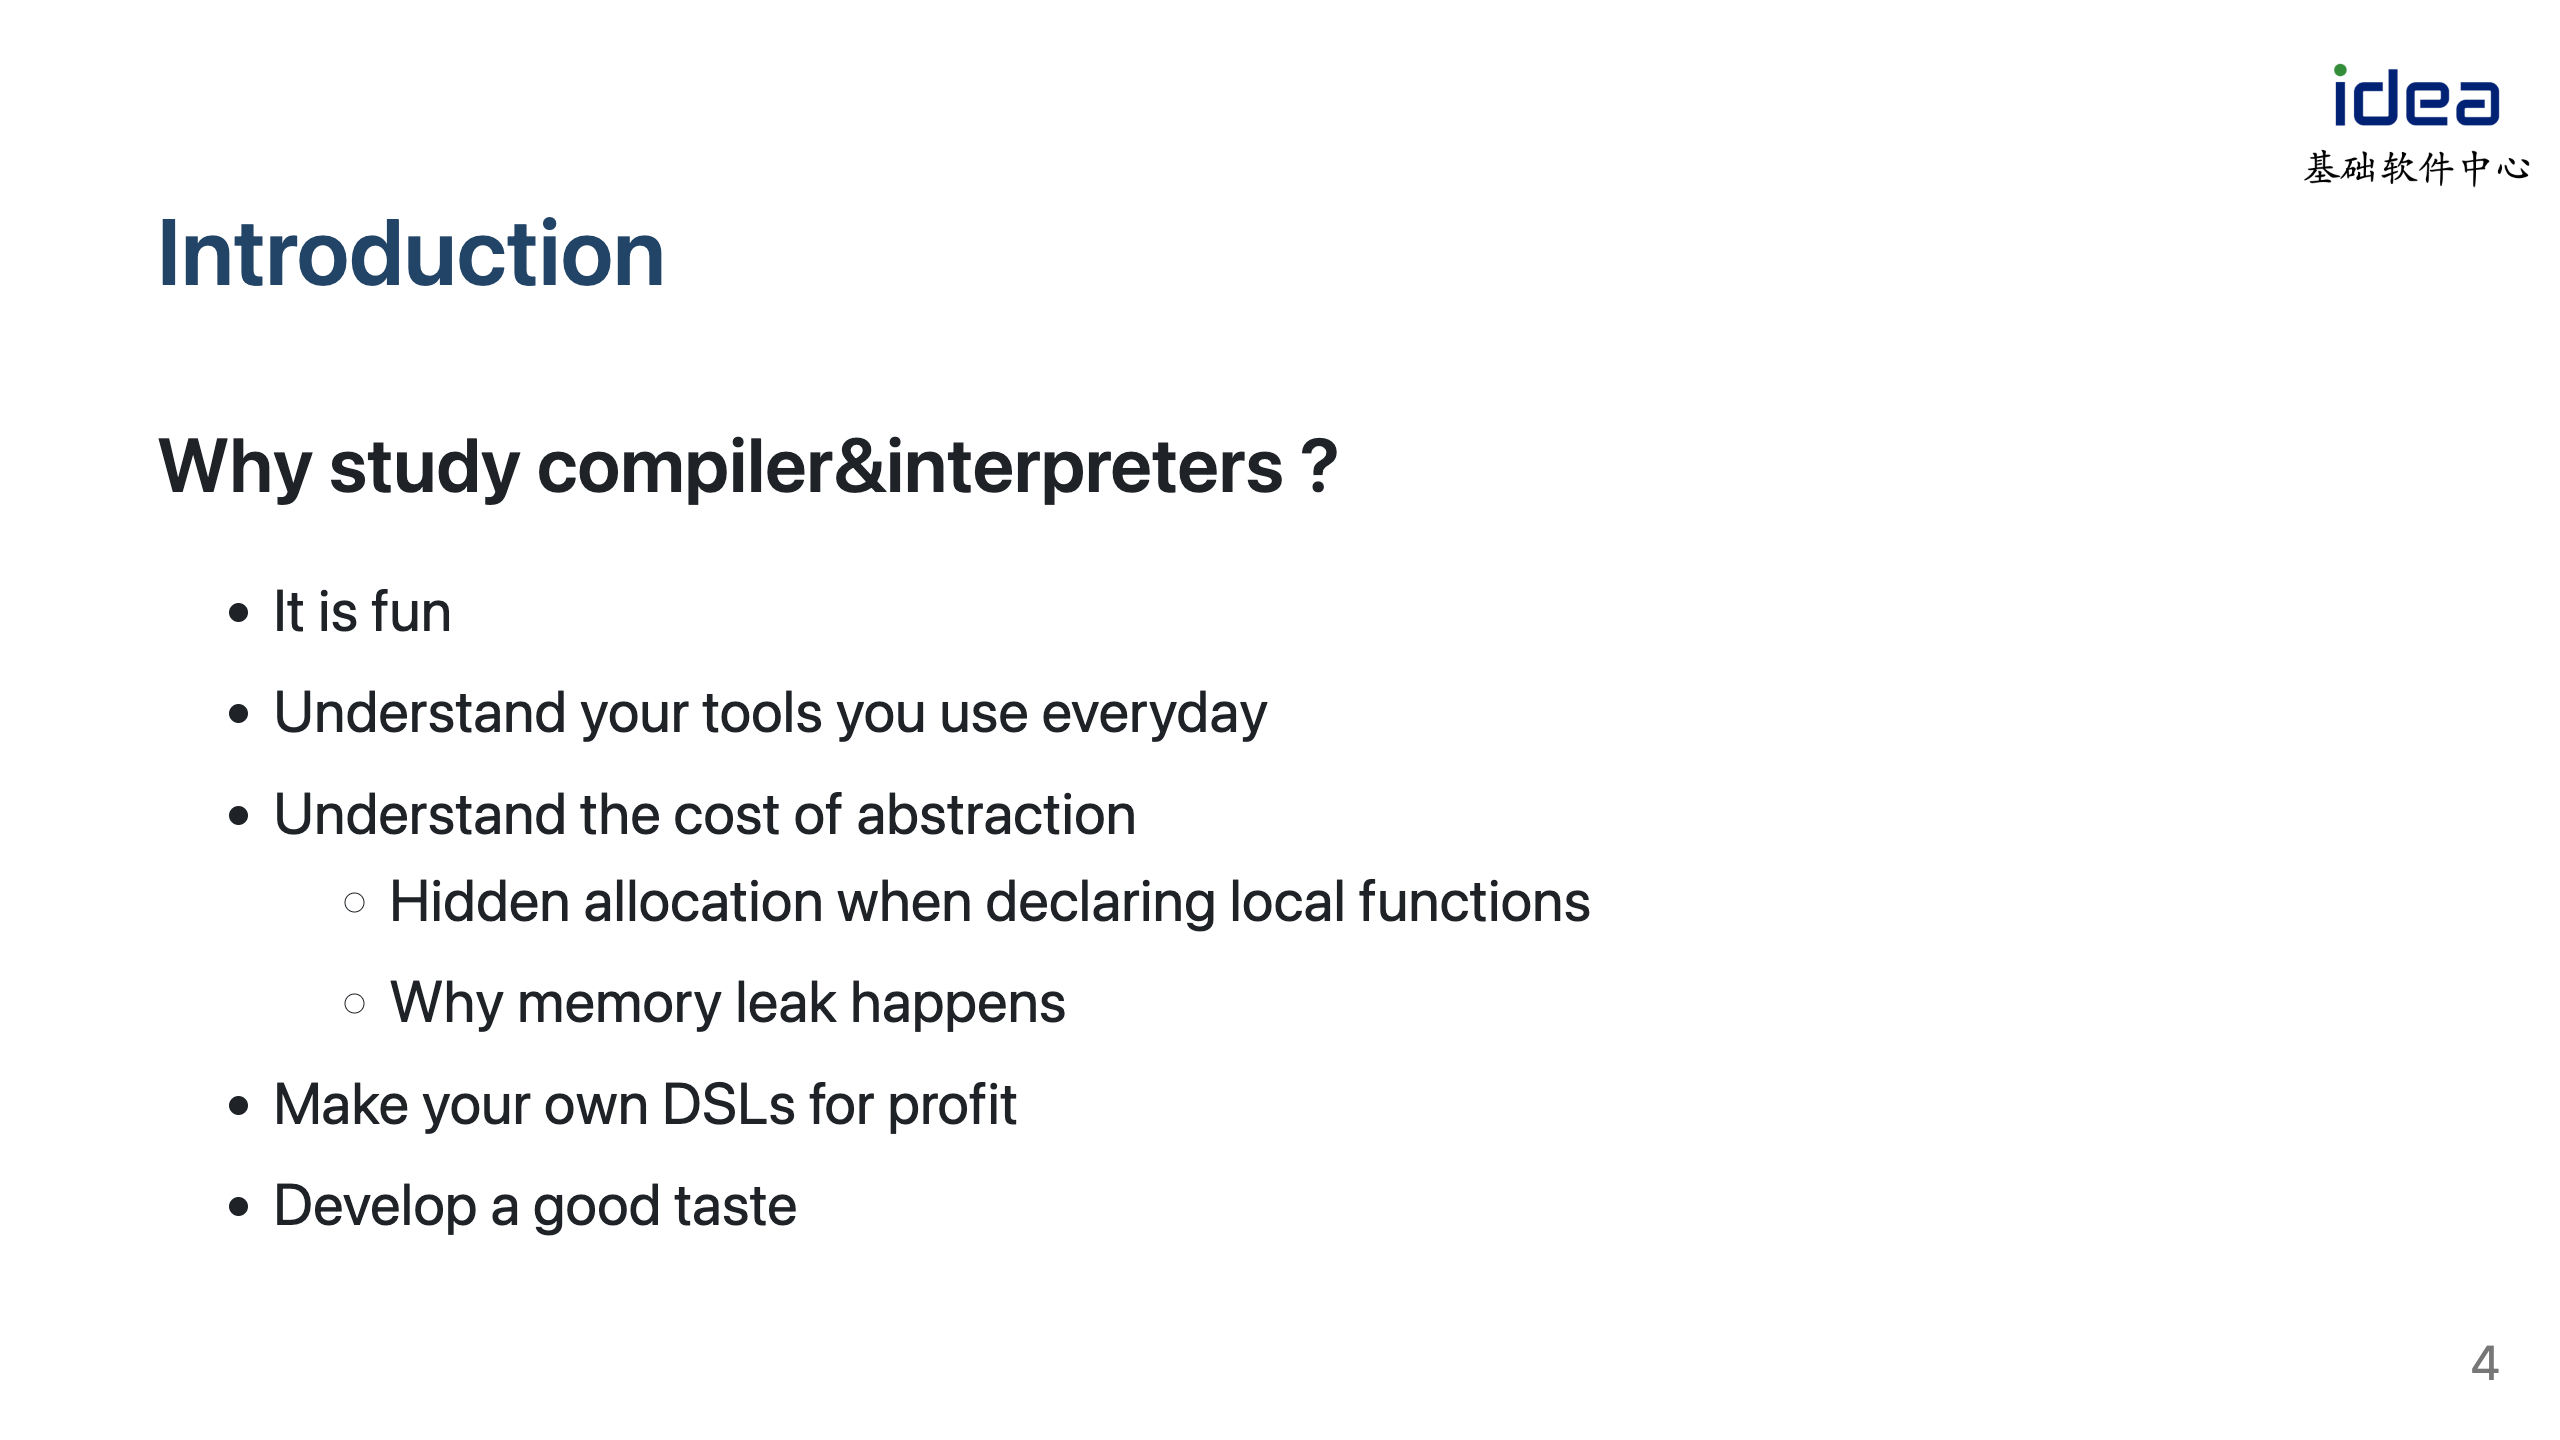 idea
基础软件中心
Introduction
Why study compiler&interpreters ?
It is fun
Understand your tools you use everyday
Understand the cost of abstraction
Hidden allocation when declaring local functions
Why memory leak happens
Make your own DSLs for profit
Develop a good taste
4